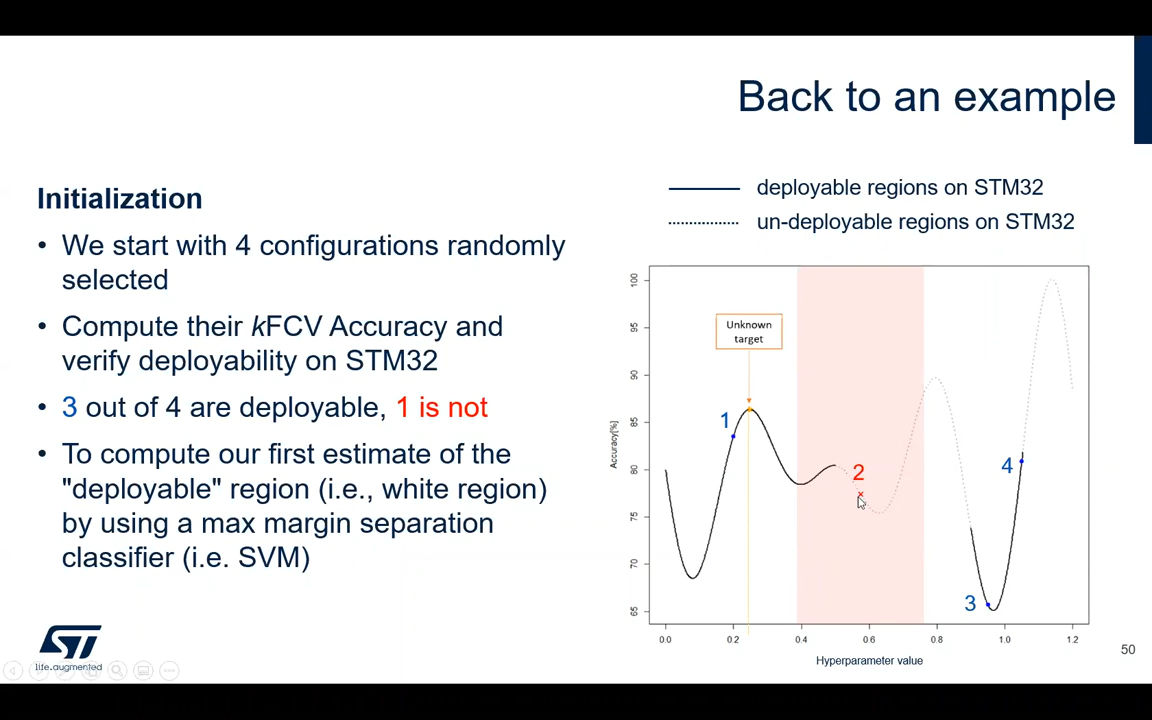 Back to an example
Initialization
• We start with 4 configurations randomly
selected
• Compute their kFCV Accuracy and
verify deployability on STM32
• 3 out of 4 are deployable, 1 is not
• To compute our first estimate of the
"deployable" region (i.e., white region)
by using a max margin separation
classifier (i.e. SVM)
deployable regions on STM32
un-deployable regions on STM32
Unknown
target
1
2
3
4
Accuracy[%]
100
95
90
85
80
75
70
65
0.0 0.2 0.4 0.6 0.8 1.0 1.2
Hyperparameter value
ST
life.augmented
50